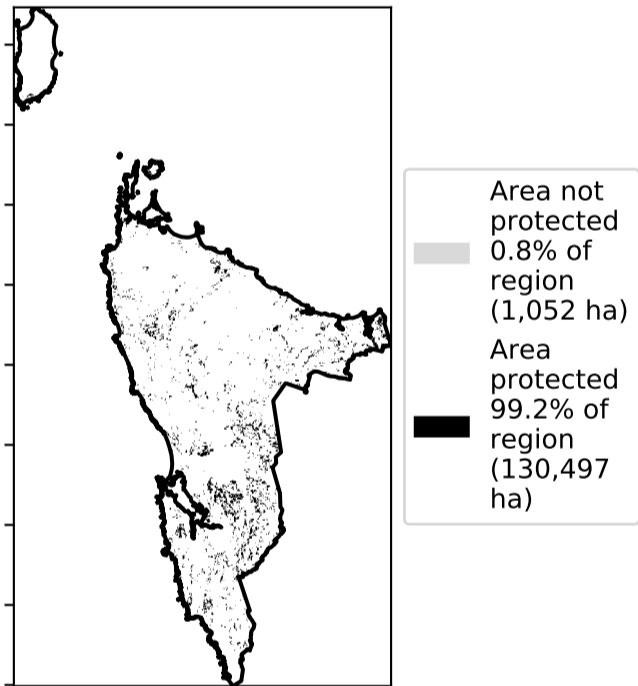 Area not
protected
0.8% of
region
(1,052 ha)
Area
protected
99.2% of
region
(130,497
ha)